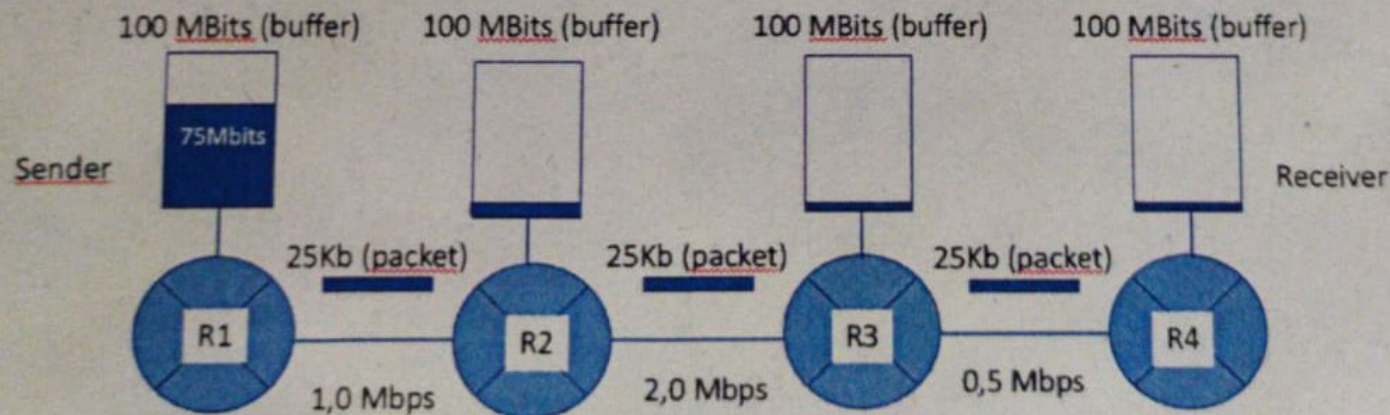 100 MBits (buffer) 100 MBits (buffer) 100 MBits (buffer) 100 MBits (buffer)
75Mbits
Sender
Receiver
25Kb (packet) 25Kb (packet) 25Kb (packet)
R1 R2 R3 R4
1,0 Mbps 2,0 Mbps 0,5 Mbps